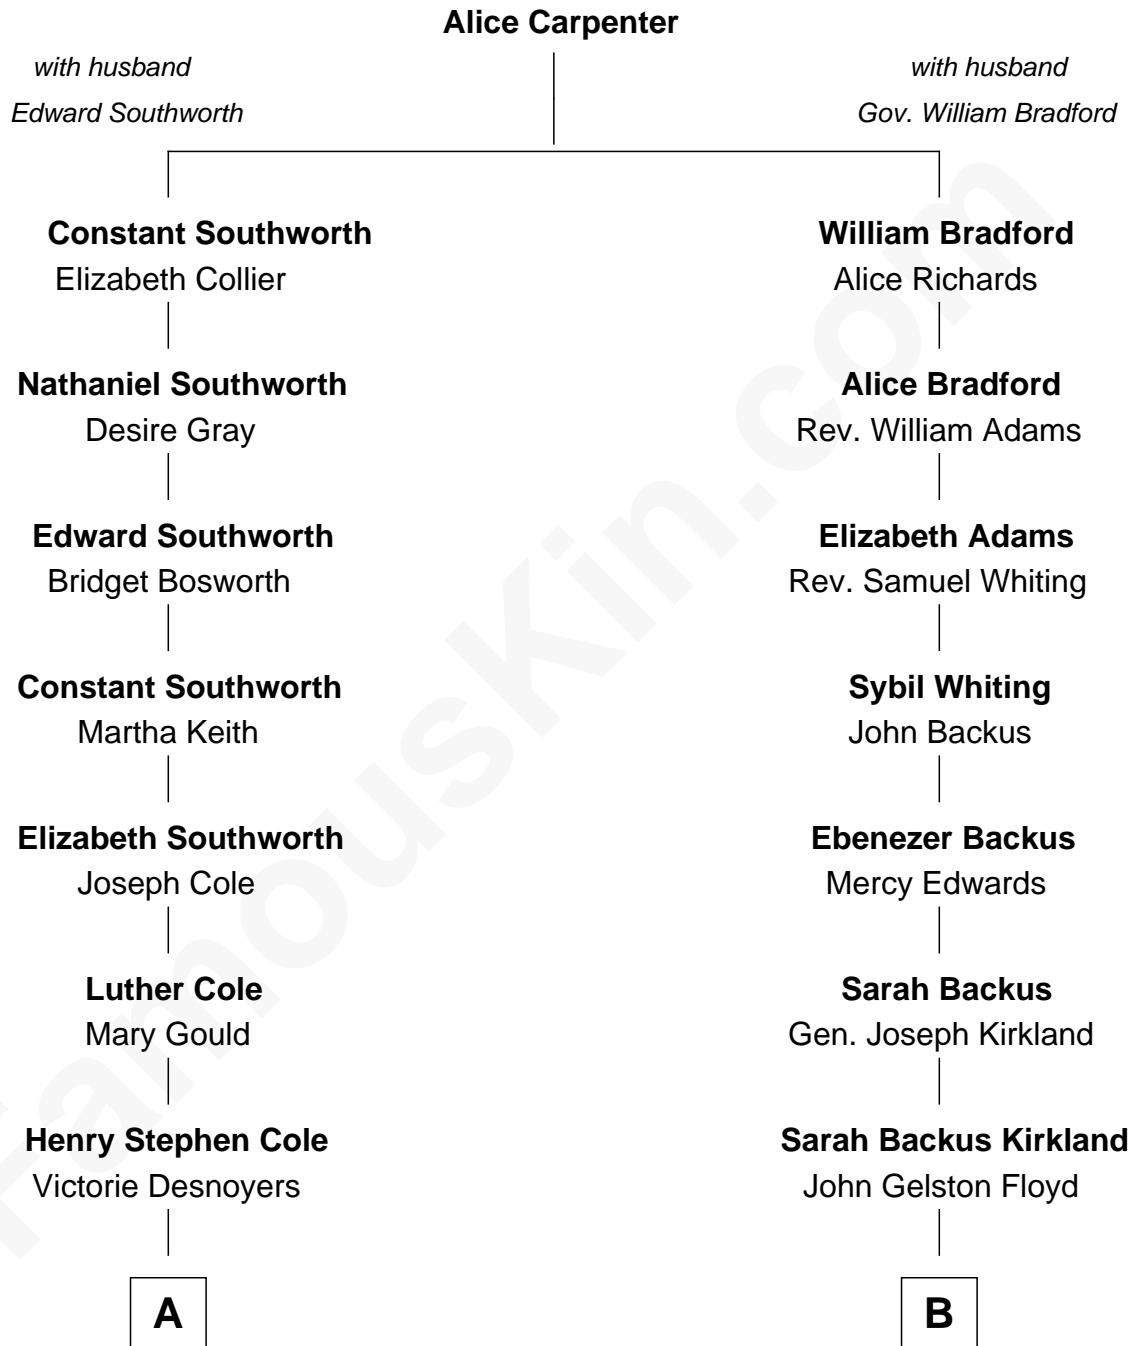 Alice Carpenter
with husband
Edward Southworth
with husband
Gov. William Bradford
Constant Southworth
Elizabeth Collier
William Bradford
Alice Richards
Nathaniel Southworth
Desire Gray
Alice Bradford
Rev. William Adams
Edward Southworth
Bridget Bosworth
Elizabeth Adams
Rev. Samuel Whiting
Constant Southworth
Martha Keith
Sybil Whiting
John Backus
Elizabeth Southworth
Joseph Cole
Ebenezer Backus
Mercy Edwards
Luther Cole
Mary Gould
Sarah Backus
Gen. Joseph Kirkland
Henry Stephen Cole
Victorie Desnoyers
Sarah Backus Kirkland
John Gelston Floyd
A
B
FamousKin.com